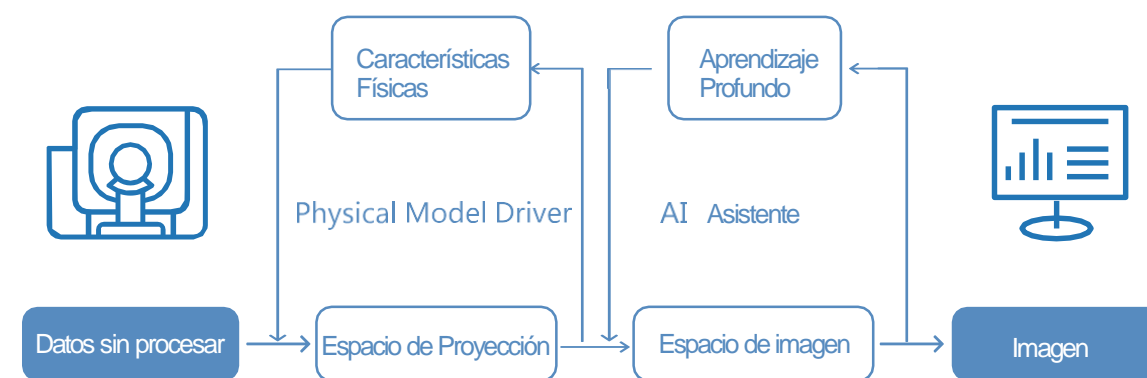 Características
Físicas
Aprendizaje
Profundo
Physical Model Driver
AI Asistente
Datos sin procesar
Espacio de Proyección
Espacio de imagen
Imagen